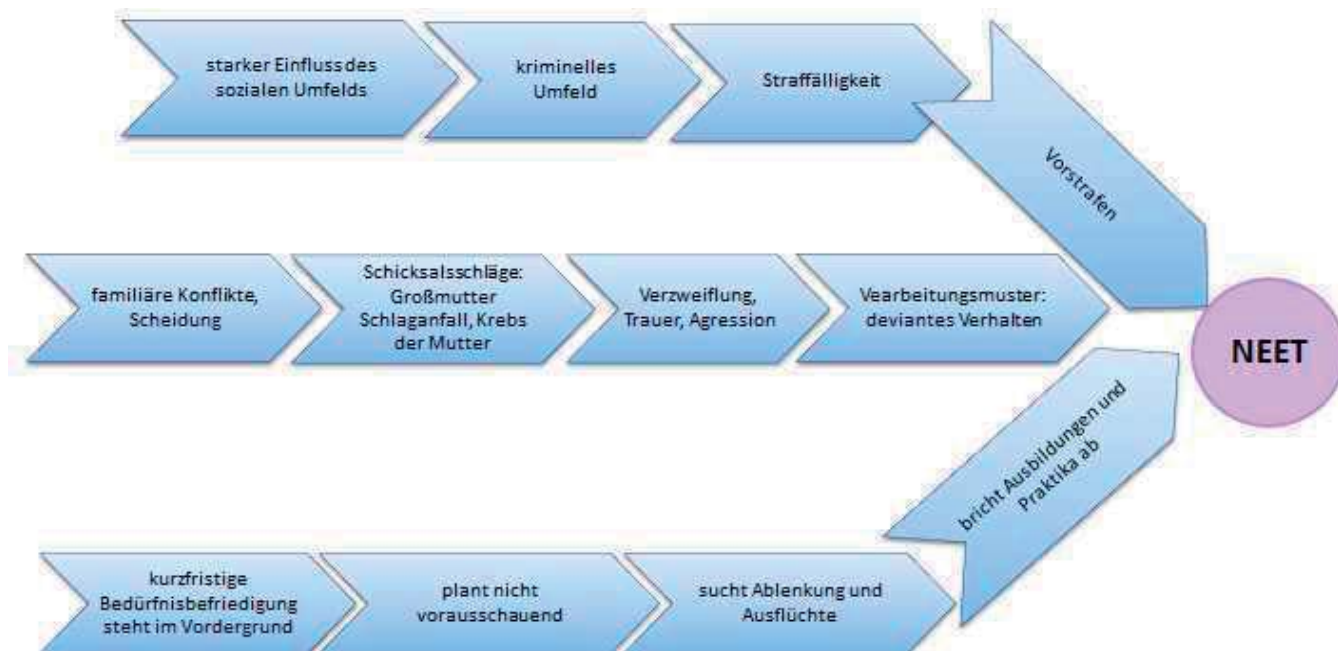 starker Einfluss des
sozialen Umfelds
kriminelles
Umfeld
Straffälligkeit
Vorstrafen
familiäre Konflikte,
Scheidung
Schicksalsschläge:
Großmutter
Schlaganfall, Krebs
der Mutter
Verzweiflung,
Trauer, Agression
Vearbeitungsmuster:
deviantes Verhalten
NEET
bricht Ausbildungen und
Praktika ab
kurzfristige
Bedürfnisbefriedigung
steht im Vordergrund
plant nicht
vorausschauend
sucht Ablenkung und
Ausflüchte